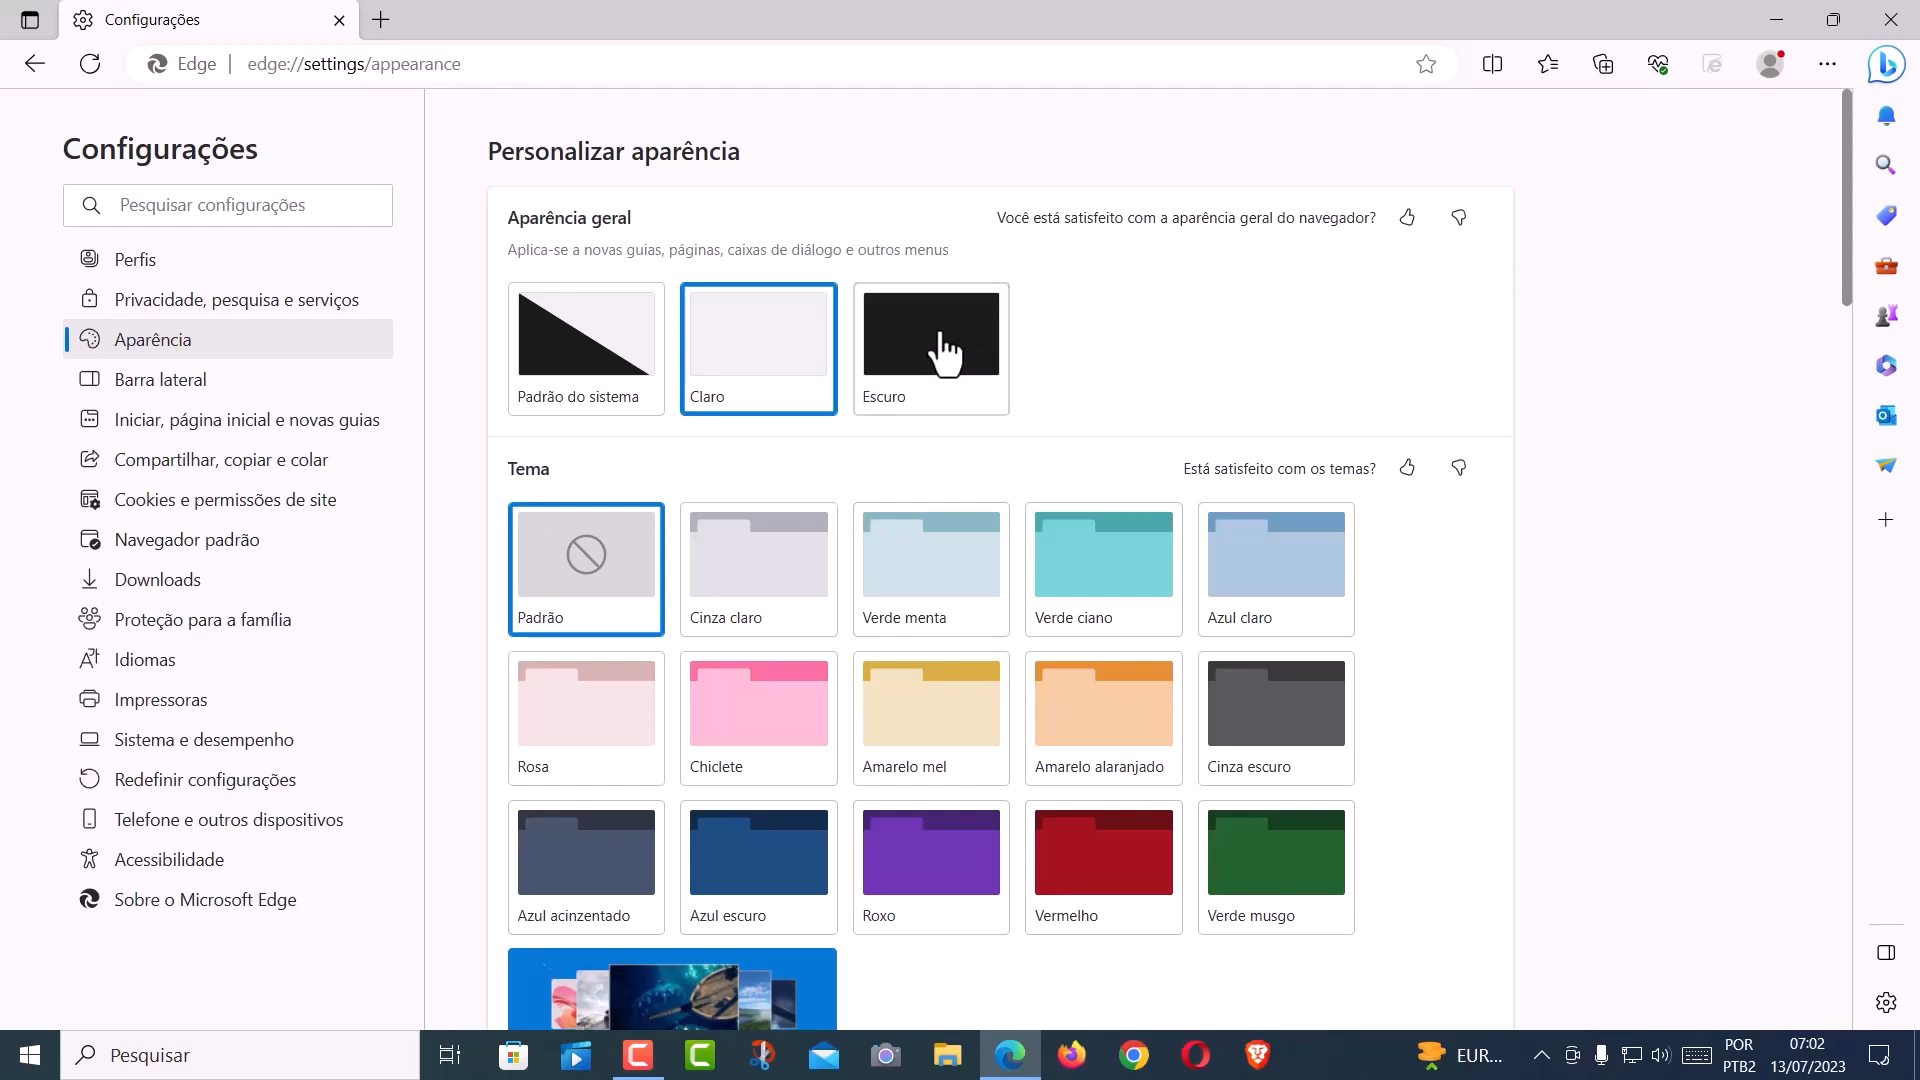 Configurações
Edge
edge://settings/appearance
Configurações
Pesquisar configurações
Perfis
Privacidade, pesquisa e serviços
Aparência
Barra lateral
Iniciar, página inicial e novas guias
Compartilhar, copiar e colar
Cookies e permissões de site
Navegador padrão
Downloads
Proteção para a família
Idiomas
Impressoras
Sistema e desempenho
Redefinir configurações
Telefone e outros dispositivos
Acessibilidade
Sobre o Microsoft Edge
Personalizar aparência
Aparência geral
Você está satisfeito com a aparência geral do navegador?
Aplica-se a novas guias, páginas, caixas de diálogo e outros menus
Padrão do sistema
Claro
Escuro
Tema
Está satisfeito com os temas?
Padrão
Cinza claro
Verde menta
Verde ciano
Azul claro
Rosa
Chiclete
Amarelo mel
Amarelo alaranjado
Cinza escuro
Azul acinzentado
Azul escuro
Roxo
Vermelho
Verde musgo
Pesquisar
EUR...
POR
PTB2
07:02
13/07/2023